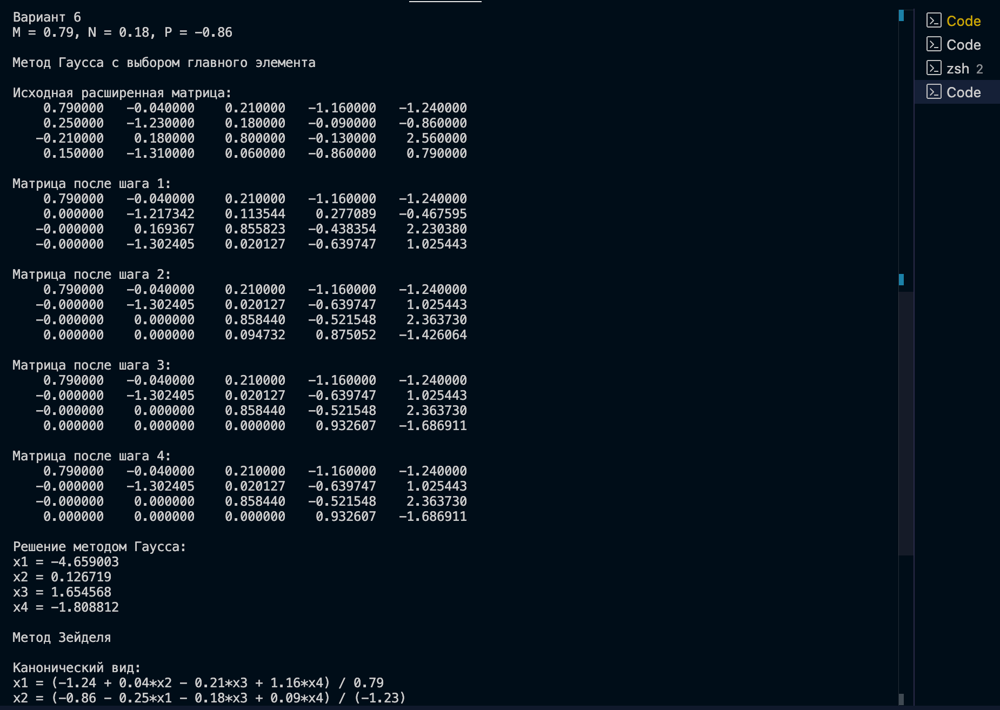 Вариант 6
M = 0.79, N = 0.18, P = -0.86
Метод Гаусса с выбором главного элемента
Исходная расширенная матрица:
0.790000 -0.040000 0.210000 -1.160000 -1.240000
0.250000 -1.230000 0.180000 -0.090000 -0.860000
-0.210000 0.180000 0.800000 -0.130000 2.560000
0.150000 -1.310000 0.060000 -0.860000 0.790000
Матрица после шага 1:
0.790000 -0.040000 0.210000 -1.160000 -1.240000
0.000000 -1.217342 0.113544 0.277089 -0.467595
-0.000000 0.169367 0.855823 -0.438354 2.230380
-0.000000 -1.302405 0.020127 -0.639747 1.025443
Матрица после шага 2:
0.790000 -0.040000 0.210000 -1.160000 -1.240000
-0.000000 -1.302405 0.020127 -0.639747 1.025443
-0.000000 0.000000 0.858440 -0.521548 2.363730
0.000000 0.000000 0.094732 0.875052 -1.426064
Матрица после шага 3:
0.790000 -0.040000 0.210000 -1.160000 -1.240000
-0.000000 -1.302405 0.020127 -0.639747 1.025443
-0.000000 0.000000 0.858440 -0.521548 2.363730
0.000000 0.000000 0.000000 0.932607 -1.686911
Матрица после шага 4:
0.790000 -0.040000 0.210000 -1.160000 -1.240000
-0.000000 -1.302405 0.020127 -0.639747 1.025443
-0.000000 0.000000 0.858440 -0.521548 2.363730
0.000000 0.000000 0.000000 0.932607 -1.686911
Решение методом Гаусса:
x1 = -4.659003
x2 = 0.126719
x3 = 1.654568
x4 = -1.808812
Метод Зейделя
Канонический вид:
x1 = (-1.24 + 0.04*x2 - 0.21*x3 + 1.16*x4) / 0.79
x2 = (-0.86 - 0.25*x1 - 0.18*x3 + 0.09*x4) / (-1.23)
Code
Code
zsh 2
Code